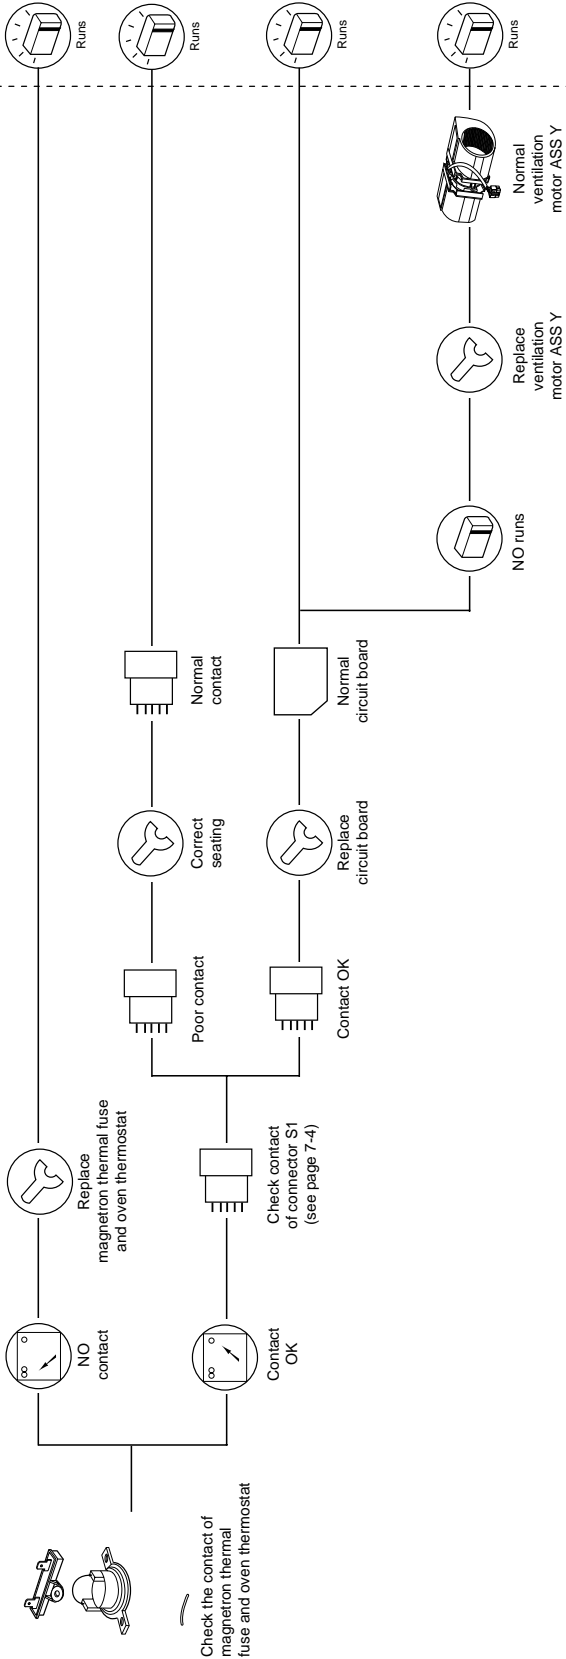 Check the contact of
magnetron thermal
fuse and oven thermostat
NO
contact
Replace
magnetron thermal fuse
and oven thermostat
Runs
Contact
OK
Check contact
of connector S1
(see page 7-4)
Poor contact
Correct
seating
Normal
contact
Runs
Contact OK
Replace
circuit board
Normal
circuit board
Runs
NO runs
Replace
ventilation
motor ASS Y
Normal
ventilation
motor ASS Y
Runs